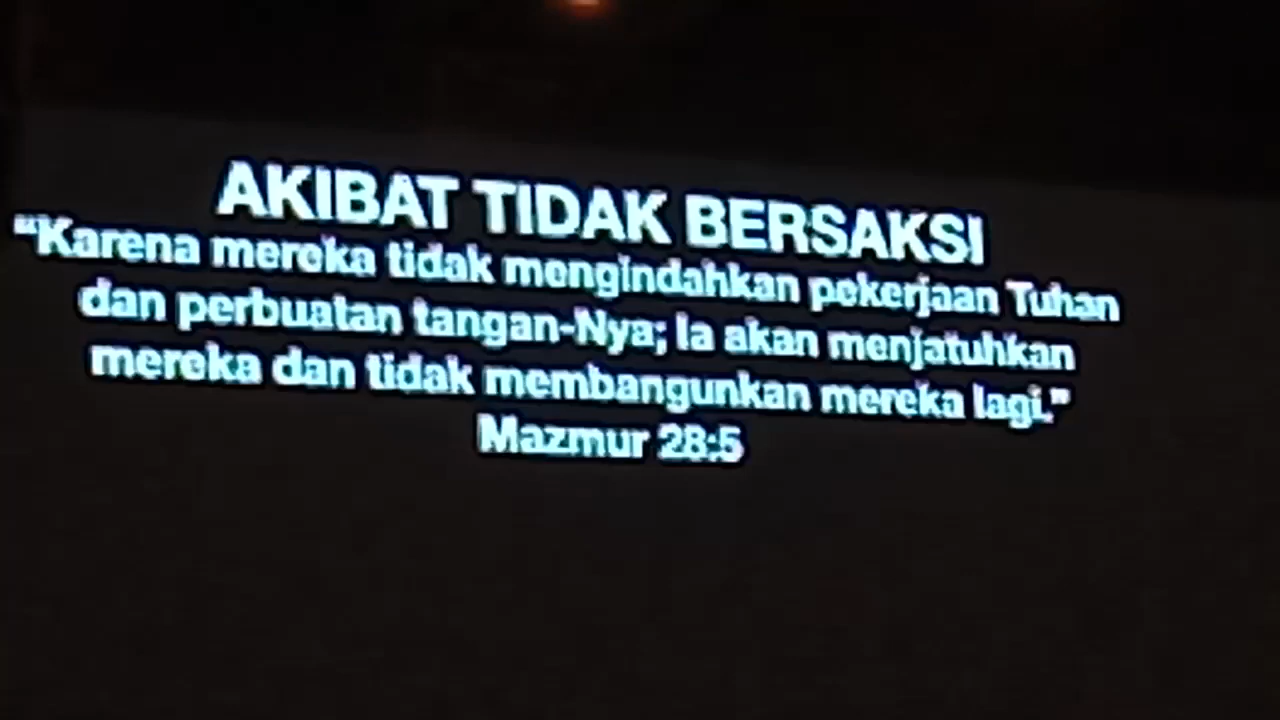 AKIBAT TIDAK BERSAKSI
"Karena mereka tidak mengindahkan pekerjaan Tuhan
dan perbuatan tangan-Nya; Ia akan menjatuhkan
mereka dan tidak membangunkan mereka lagi."
Mazmur 28:5